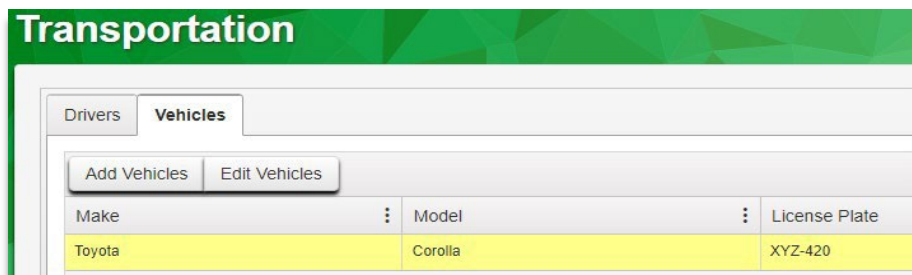 Transportation
Drivers Vehicles
Add Vehicles Edit Vehicles
Make Model License Plate
Toyota Corolla XYZ-420